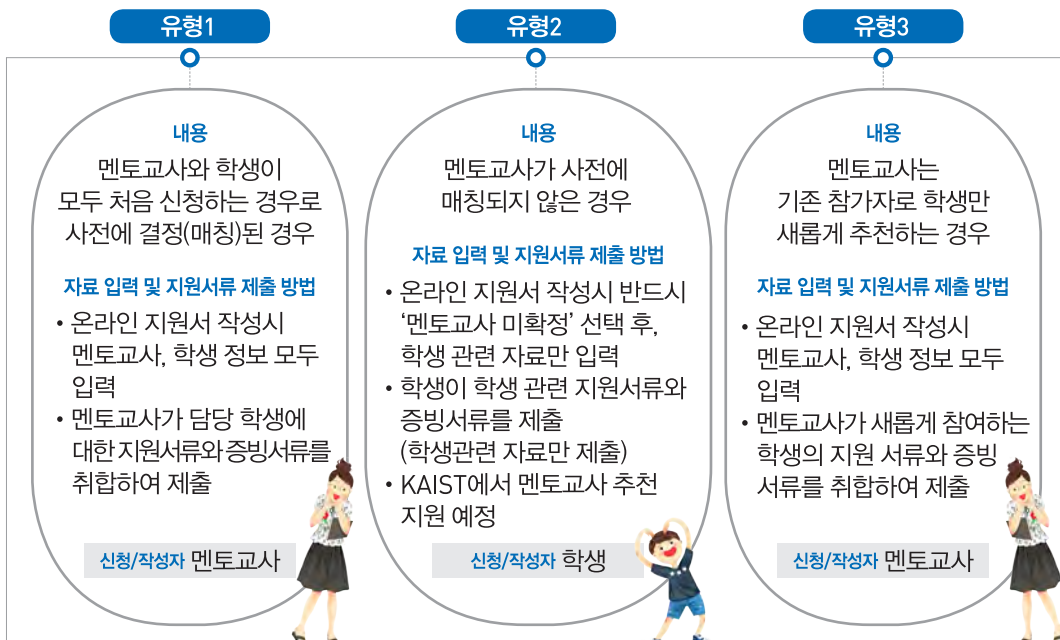 유형1
내용
멘토교사와 학생이
모두 처음 신청하는 경우로
사전에 결정(매칭)된 경우
자료 입력 및 지원서류 제출 방법
• 온라인 지원서 작성시
멘토교사, 학생 정보 모두
입력
• 멘토교사가 담당 학생에
대한 지원서류와 증빙서류를
취합하여 제출
신청/작성자 멘토교사
유형2
내용
멘토교사가 사전에
매칭되지 않은 경우
자료 입력 및 지원서류 제출 방법
• 온라인 지원서 작성시 반드시
‘멘토교사 미확정’ 선택 후,
학생 관련 자료만 입력
• 학생이 학생 관련 지원서류와
증빙서류를 제출
(학생관련 자료만 제출)
• KAIST에서 멘토교사 추천
지원 예정
신청/작성자 학생
유형3
내용
멘토교사는
기존 참가자로 학생만
새롭게 추천하는 경우
자료 입력 및 지원서류 제출 방법
• 온라인 지원서 작성시
멘토교사, 학생 정보 모두
입력
• 멘토교사가 새롭게 참여하는
학생의 지원 서류와 증빙
서류를 취합하여 제출
신청/작성자 멘토교사